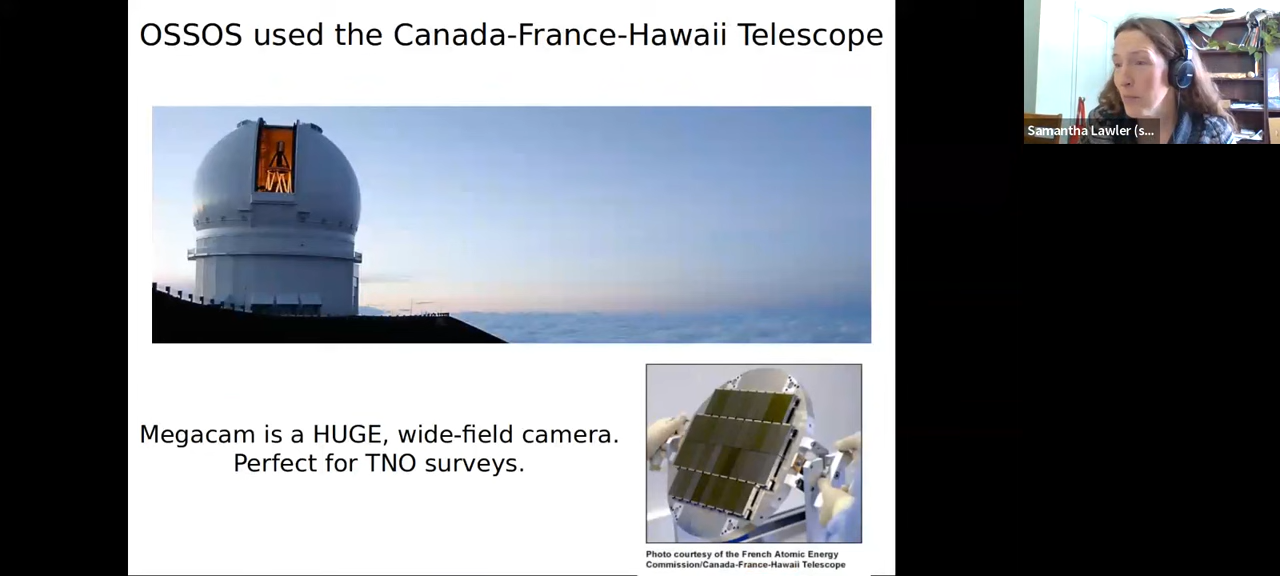 OSSOS used the Canada-France-Hawaii Telescope
Samantha Lawler (s...
Megacam is a HUGE, wide-field camera.
Perfect for TNO surveys.
Photo courtesy of the French Atomic Energy
Commission/Canada-France-Hawaii Telescope